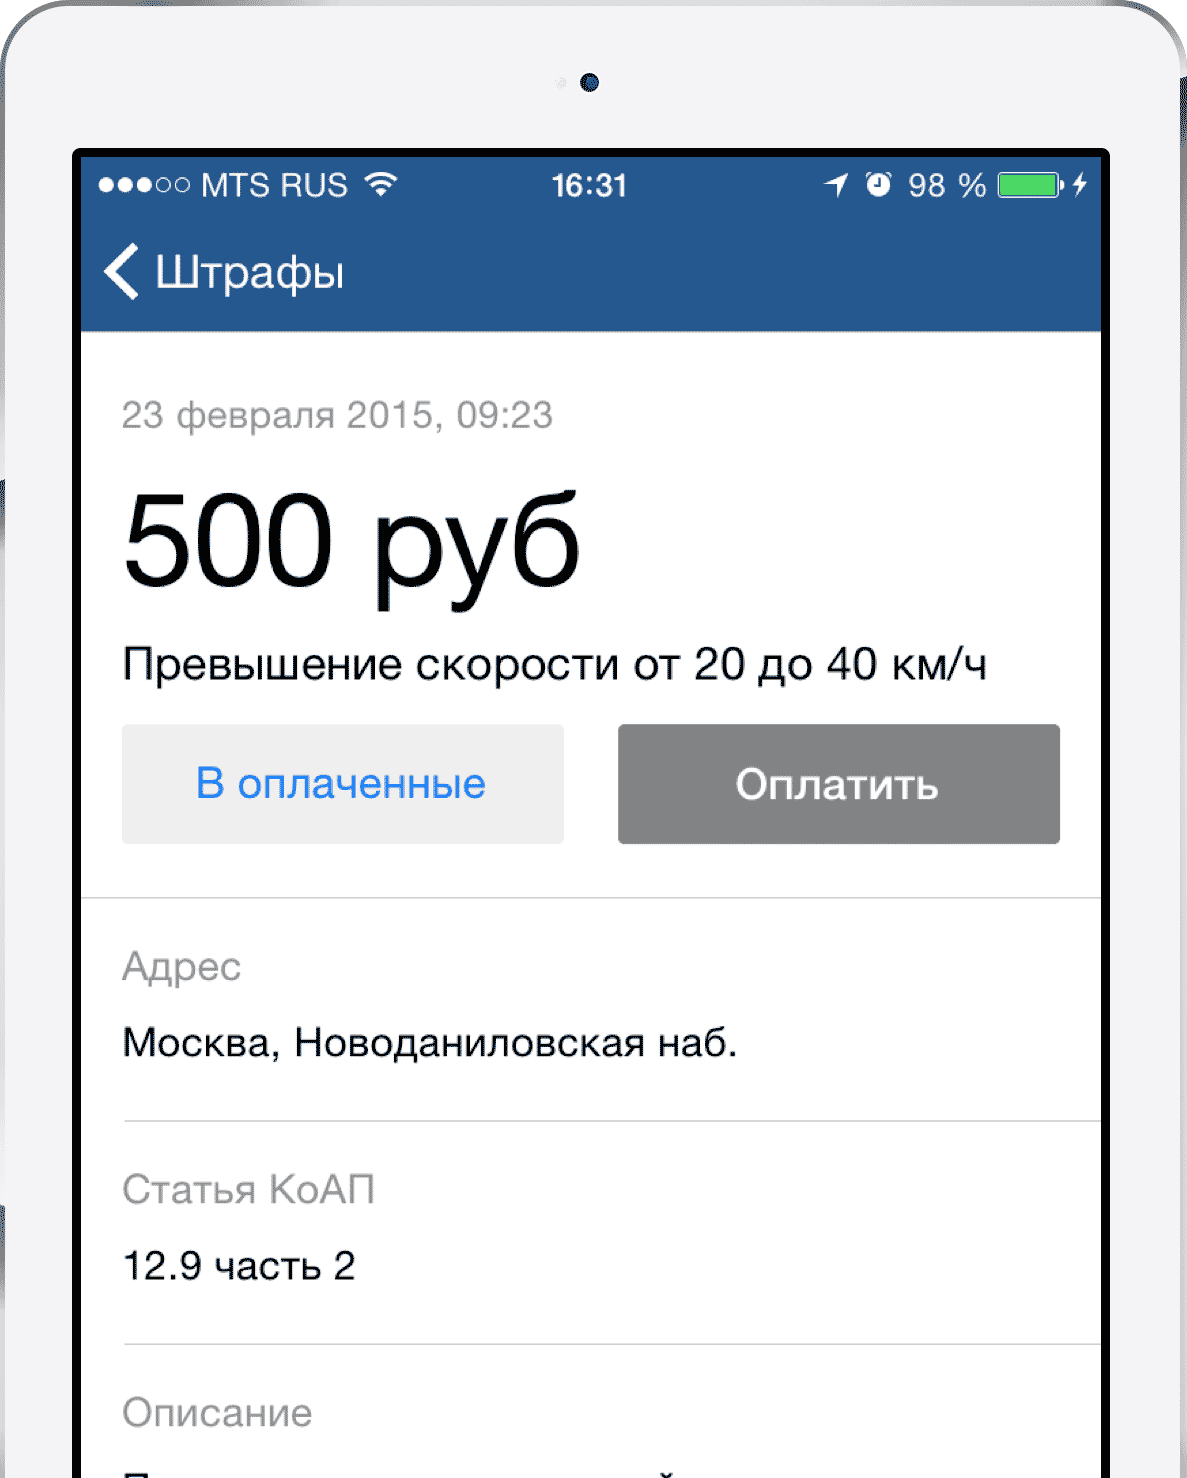 MTS RUS 16:31 98 %
Штрафы
23 февраля 2015, 09:23
500 руб
Превышение скорости от 20 до 40 км/ч
В оплаченные Оплатить
Адрес
Москва, Новоданиловская наб.
Статья КоАП
12.9 часть 2
Описание